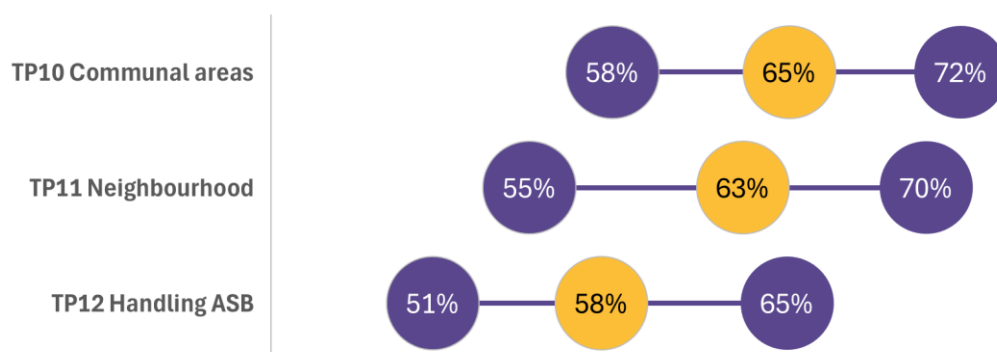 TP10 Communal areas 58% 65% 72%
TP11 Neighbourhood 55% 63% 70%
TP12 Handling ASB 51% 58% 65%